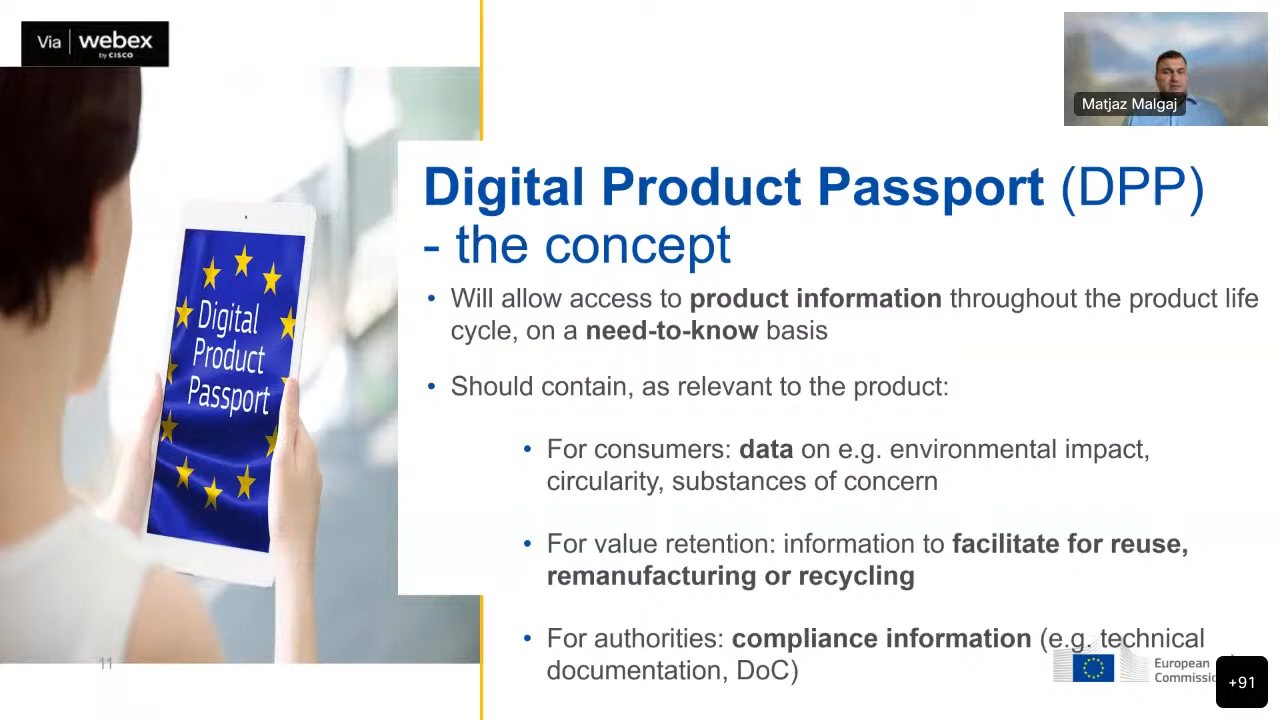 Via webex
by CISCO
Matjaz Malgaj
Digital Product Passport (DPP)
- the concept
• Will allow access to product information throughout the product life
cycle, on a need-to-know basis
• Should contain, as relevant to the product:
• For consumers: data on e.g. environmental impact,
circularity, substances of concern
• For value retention: information to facilitate for reuse,
remanufacturing or recycling
• For authorities: compliance information (e.g. technical
documentation, DoC)
Digital
Product
Passport
11
European
Commissi
+91